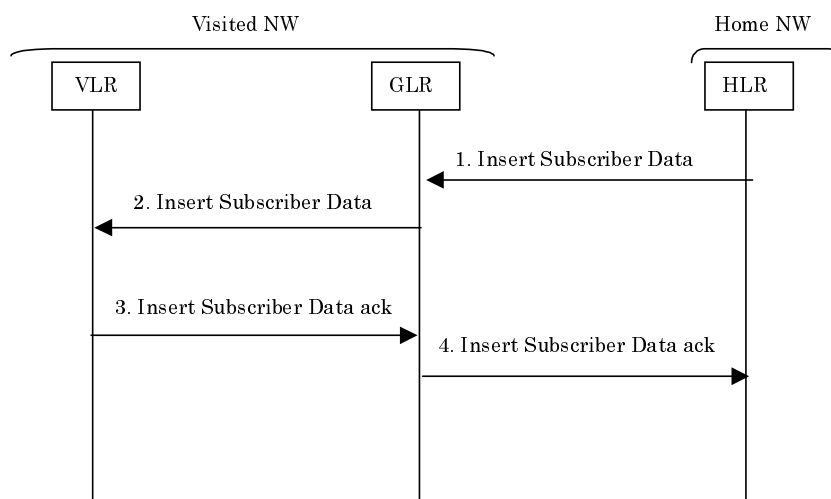 Visited NW
Home NW
VLR
GLR
HLR
1. Insert Subscriber Data
2. Insert Subscriber Data
3. Insert Subscriber Data ack
4. Insert Subscriber Data ack